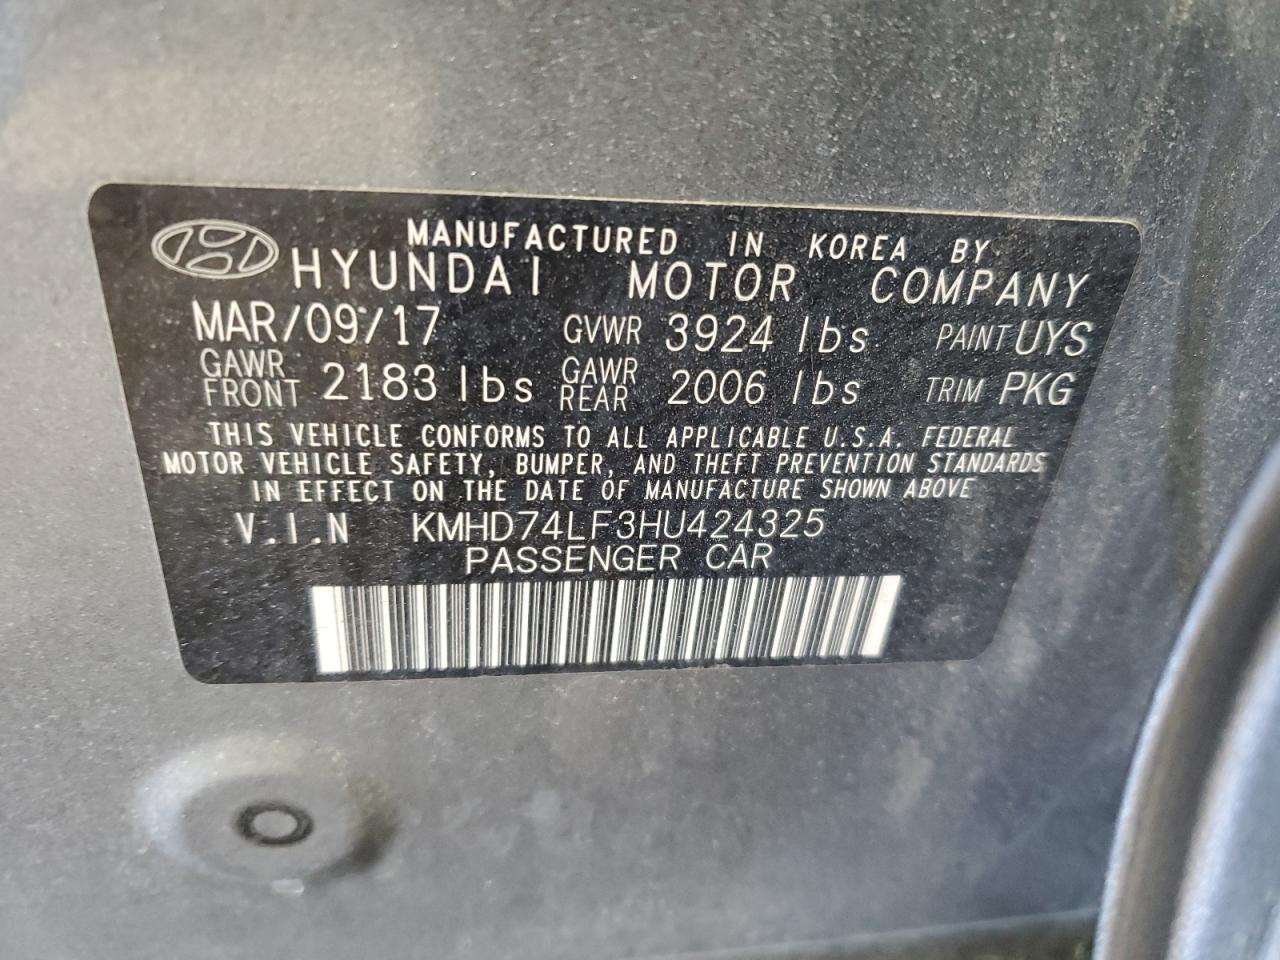 MANUFACTURED IN KOREA BY
HYUNDAI MOTOR COMPANY
MAR/09/17 GVWR 3924 lbs PAINT UYS
GAWR FRONT 2183 lbs GAWR REAR 2006 lbs TRIM PKG
THIS VEHICLE CONFORMS TO ALL APPLICABLE U.S.A. FEDERAL
MOTOR VEHICLE SAFETY, BUMPER, AND THEFT PREVENTION STANDARDS
IN EFFECT ON THE DATE OF MANUFACTURE SHOWN ABOVE
V.I.N KMHD74LF3HU424325
PASSENGER CAR